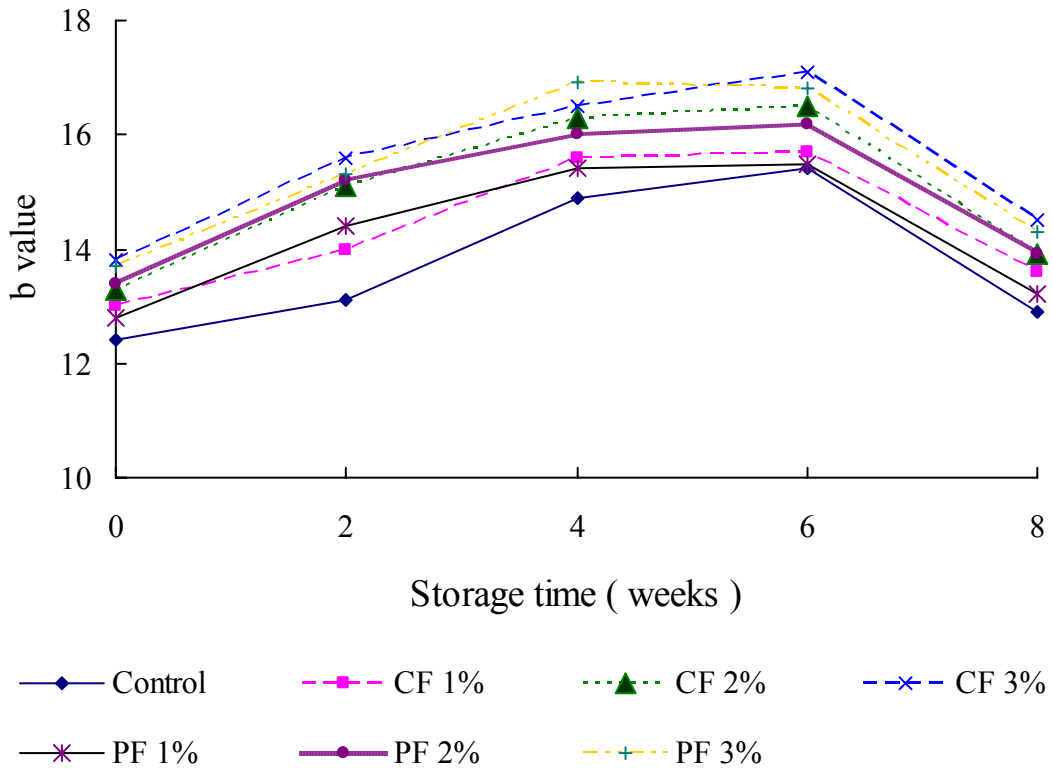 18
16
14
12
10
b value
0 2 4 6 8
Storage time ( weeks )
Control CF 1% CF 2% CF 3%
PF 1% PF 2% PF 3%